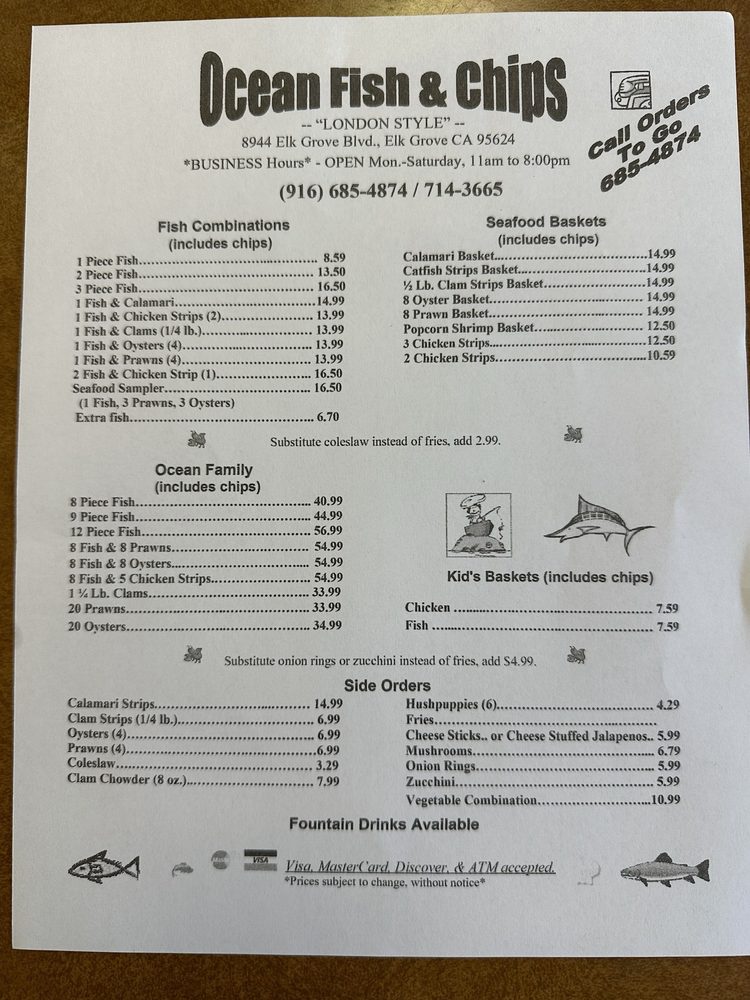 Ocean Fish & Chips
-- "LONDON STYLE" --
8944 Elk Grove Blvd., Elk Grove CA 95624
*BUSINESS Hours* - OPEN Mon.-Saturday, 11am to 8:00pm
(916) 685-4874 / 714-3665
Call Orders
To Go
685-4874
Fish Combinations
(includes chips)
1 Piece Fish.......... 8.59
2 Piece Fish.......... 13.50
3 Piece Fish.......... 16.50
1 Fish & Calamari..........14.99
1 Fish & Chicken Strips (2).......... 13.99
1 Fish & Clams (1/4 lb.).......... 13.99
1 Fish & Oysters (4)..........13.99
1 Fish & Prawns (4)..........13.99
2 Fish & Chicken Strip (1).......... 16.50
Seafood Sampler.......... 16.50
(1 Fish, 3 Prawns, 3 Oysters)
Extra fish.......... 6.70
Seafood Baskets
(includes chips)
Calamari Basket..........14.99
Catfish Strips Basket..........14.99
½ Lb. Clam Strips Basket..........14.99
8 Oyster Basket.......... 14.99
8 Prawn Basket.......... 14.99
Popcorn Shrimp Basket.......... 12.50
3 Chicken Strips..........12.50
2 Chicken Strips..........10.59
Substitute coleslaw instead of fries, add 2.99.
Ocean Family
(includes chips)
8 Piece Fish.......... 40.99
9 Piece Fish.......... 44.99
12 Piece Fish.......... 56.99
8 Fish & 8 Prawns.......... 54.99
8 Fish & 8 Oysters.......... 54.99
8 Fish & 5 Chicken Strips.......... 54.99
1 ¼ Lb. Clams..........33.99
20 Prawns..........33.99
20 Oysters.......... 34.99
Kid's Baskets (includes chips)
Chicken .......... 7.59
Fish .......... 7.59
Substitute onion rings or zucchini instead of fries, add $4.99.
Side Orders
Calamari Strips.......... 14.99
Clam Strips (1/4 lb.).......... 6.99
Oysters (4).......... 6.99
Prawns (4)..........6.99
Coleslaw.......... 3.29
Clam Chowder (8 oz.).......... 7.99
Hushpuppies (6).......... 4.29
Fries..........
Cheese Sticks.. or Cheese Stuffed Jalapenos.. 5.99
Mushrooms.......... 6.79
Onion Rings.......... 5.99
Zucchini.......... 5.99
Vegetable Combination..........10.99
Fountain Drinks Available
VISA
Visa, MasterCard, Discover, & ATM accepted.
*Prices subject to change, without notice*